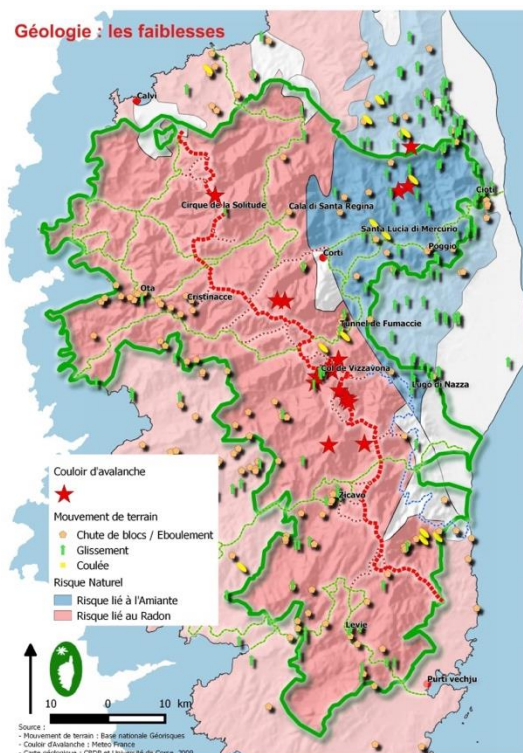 Géologie : les faiblesses
Calvi
Cirque de la Solitude
Cala di Santa Regina
Cioti
Santa Lucia di Mercurio
Poggio
Corti
Ota
Cristinacce
Tunnel de Fumaccie
Col de Vizzavona
Lugo di Nazza
Zicavo
Levie
Purti vechju
Couloir d'avalanche
Mouvement de terrain
Chute de blocs / Eboulement
Glissement
Coulée
Risque Naturel
Risque lié à l'Amiante
Risque lié au Radon
10 0 10 km
Source :
- Mouvement de terrain : Base nationale Géorisques
- Couloir d'Avalanche : Meteo France